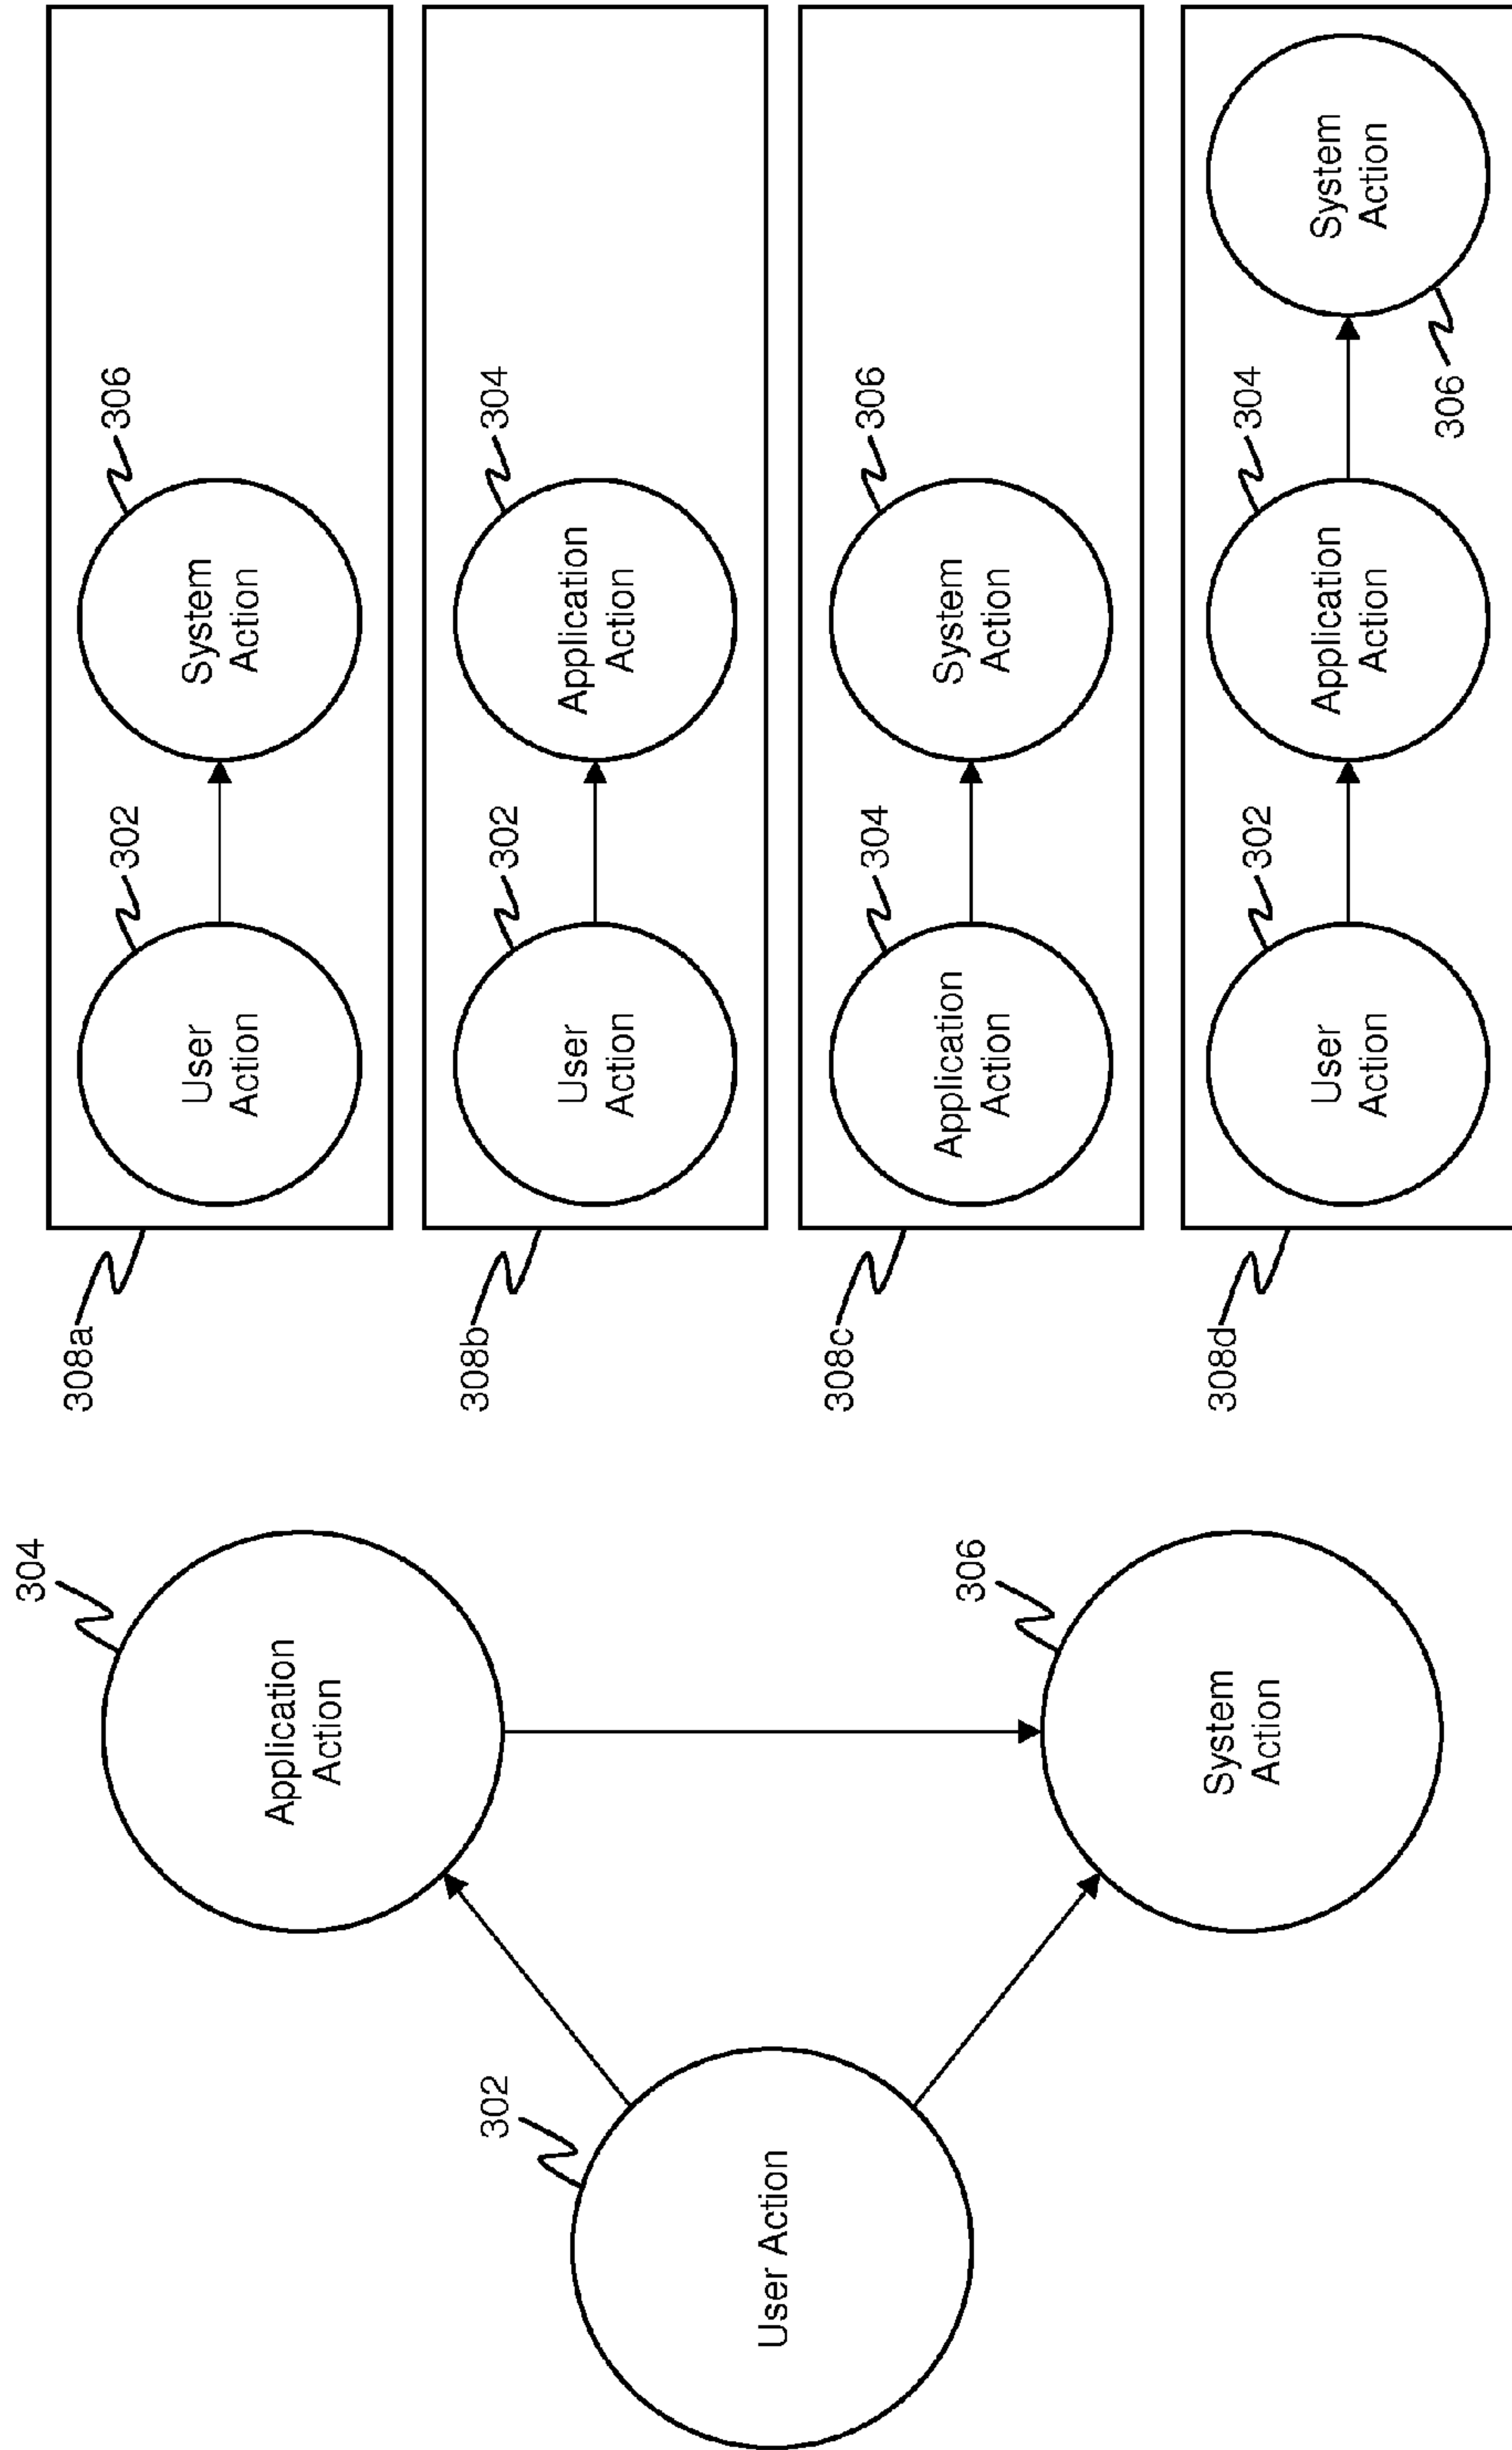 304
Application
Action
302
User Action
306
System
Action
308a
302
User
Action
306
System
Action
308b
302
User
Action
304
Application
Action
308c
304
Application
Action
306
System
Action
308d
302
User
Action
304
Application
Action
System
Action
306